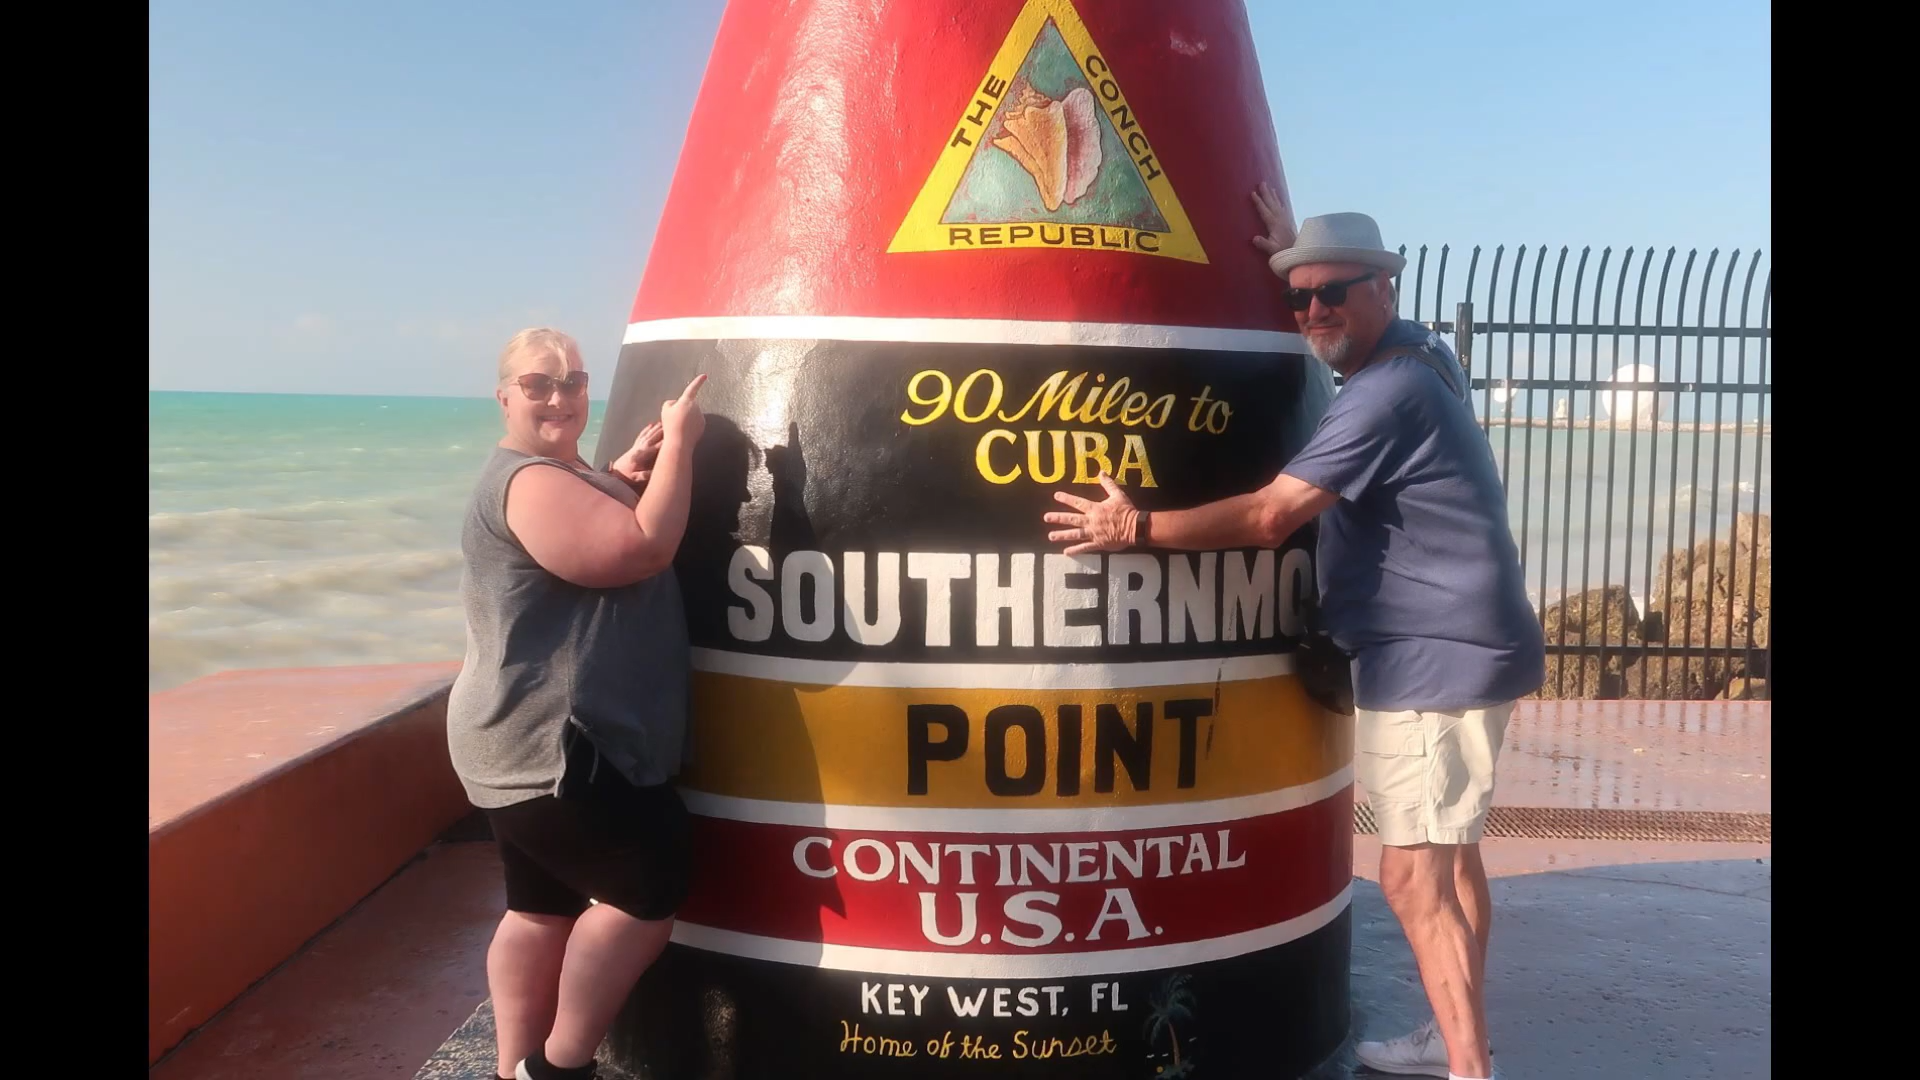 THE CONCH
REPUBLIC
90 Miles to
CUBA
SOUTHERNMO
POINT
CONTINENTAL
U.S.A.
KEY WEST, FL
Home of the Sunset